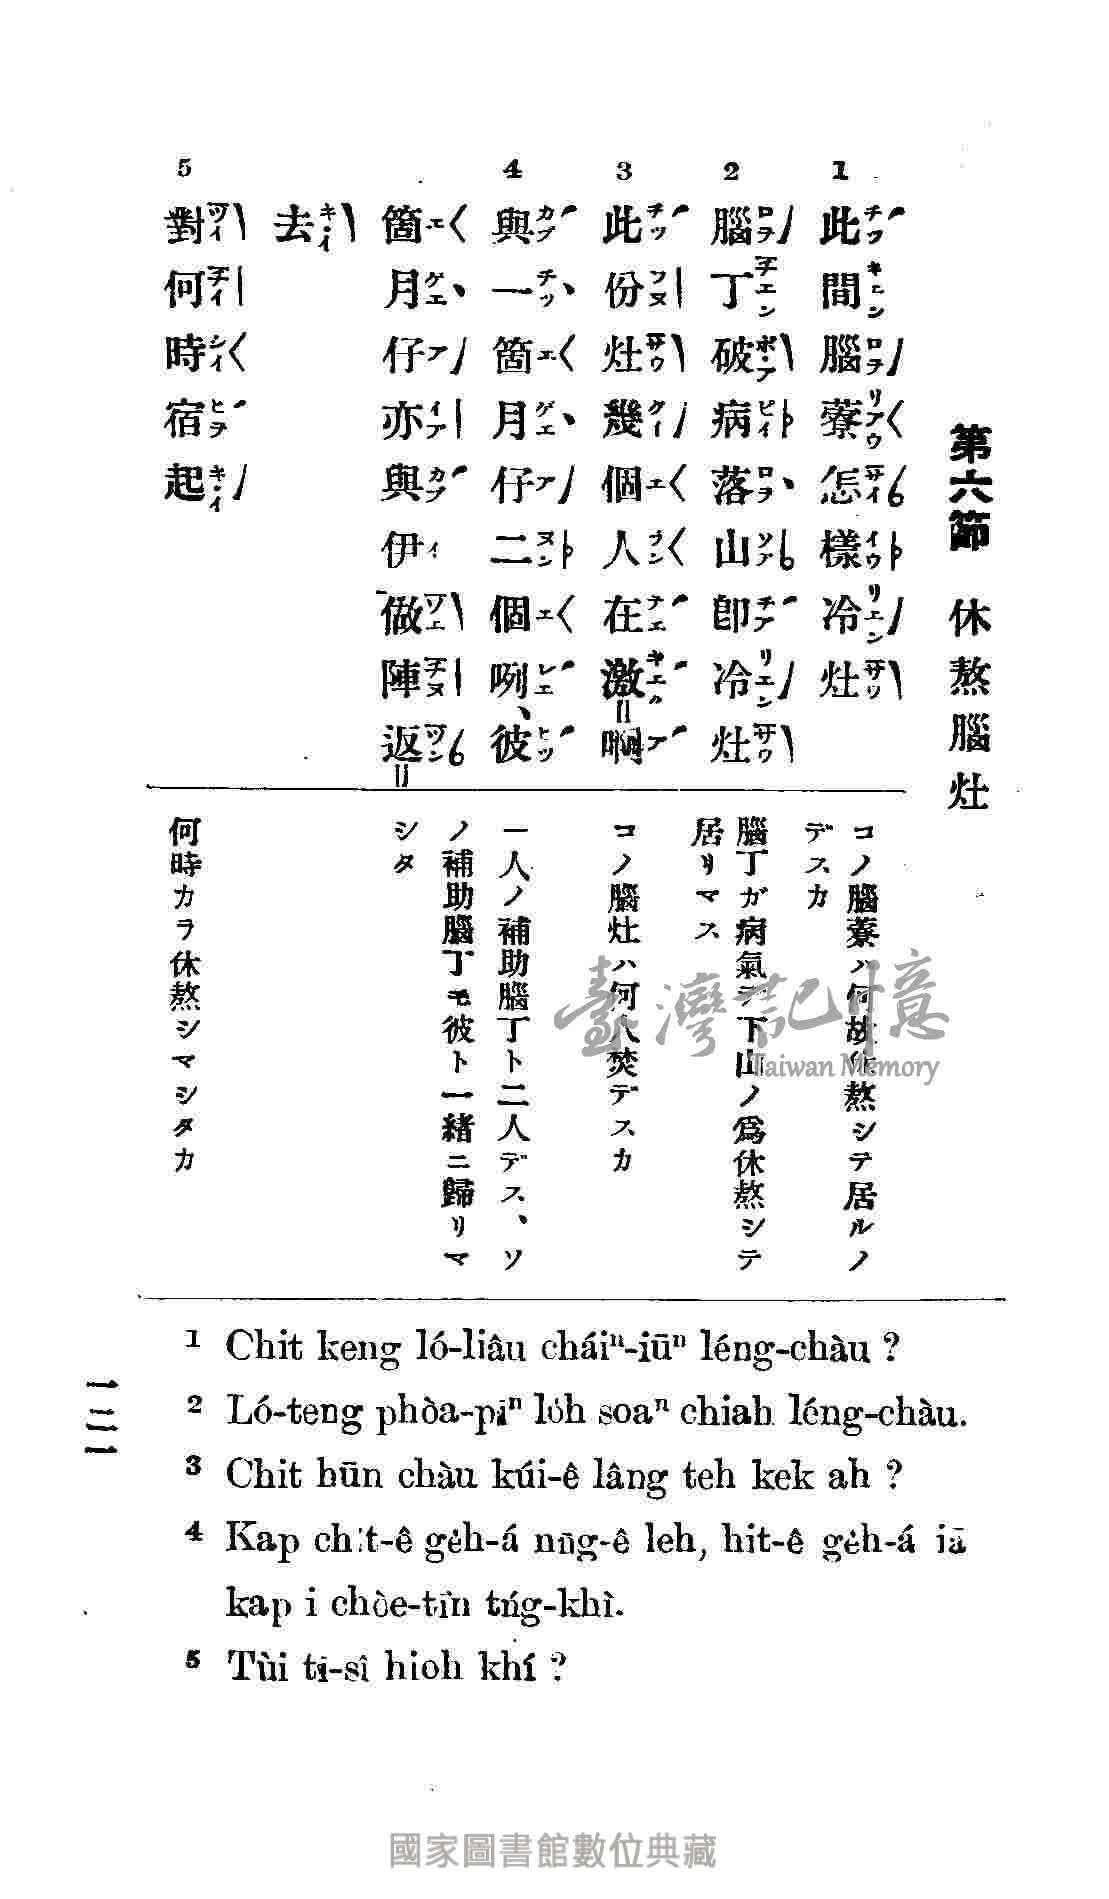 第六節　休熬腦灶
1 此間腦藔怎樣冷灶
2 腦丁破病落山卽冷灶
3 此份灶幾個人在激啊
4 與一箇月仔二個咧、彼
箇月仔亦與伊做陣返
去
5 對何時宿起
コノ腦藔ハ何故休熬シテ居ルノ
デスカ
腦丁ガ病氣デ下山ノ爲休熬シテ
居リマス
コノ腦灶ハ何人焚デスカ
一人ノ補助腦丁ト二人デス、ソ
ノ補助腦丁モ彼ト一緒ニ歸リマ
シタ
何時カラ休熬シマシタカ
1 Chit keng ló-liâu cháiⁿ-iūⁿ léng-chàu ?
2 Ló-teng phòa-pīⁿ lo̍h soaⁿ chiah léng-chàu.
3 Chit hūn chàu kúi-ê lâng teh kek ah ?
4 Kap chi̍t-ê ge̍h-á nn̄g-ê leh, hit-ê ge̍h-á iā
kap i chòe-tīn tńg-khì.
5 Tùi tī-sî hioh khí ?
一二一
臺灣記憶
Taiwan Memory
國家圖書館數位典藏